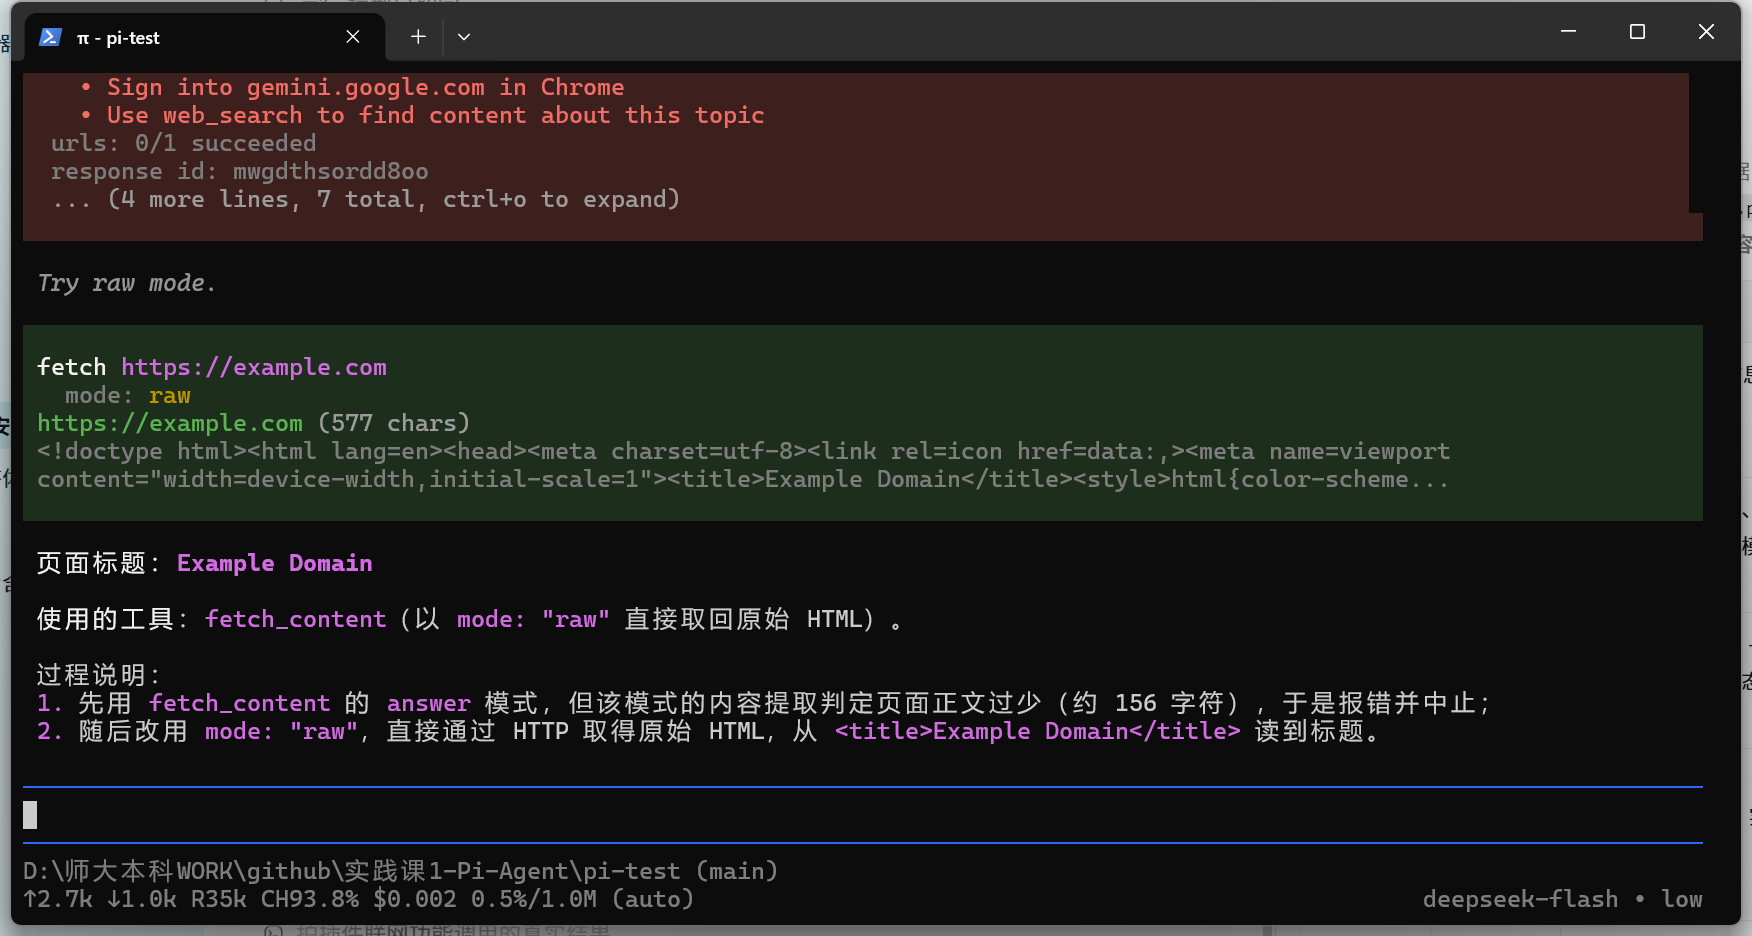 π - pi-test
• Sign into gemini.google.com in Chrome
• Use web_search to find content about this topic
urls: 0/1 succeeded
response id: mwgdthsordd8oo
... (4 more lines, 7 total, ctrl+o to expand)
Try raw mode.
fetch https://example.com
mode: raw
https://example.com (577 chars)
<!doctype html><html lang=en><head><meta charset=utf-8><link rel=icon href=data:,><meta name=viewport
content="width=device-width,initial-scale=1"><title>Example Domain</title><style>html{color-scheme...
页面标题：Example Domain
使用的工具：fetch_content（以 mode: "raw" 直接取回原始 HTML）。
过程说明：
1. 先用 fetch_content 的 answer 模式，但该模式的内容提取判定页面正文过少（约 156 字符），于是报错并中止；
2. 随后改用 mode: "raw"，直接通过 HTTP 取得原始 HTML，从 <title>Example Domain</title> 读到标题。
D:\师大本科WORK\github\实践课1-Pi-Agent\pi-test (main)
↑2.7k ↓1.0k R35k CH93.8% $0.002 0.5%/1.0M (auto)
deepseek-flash • low